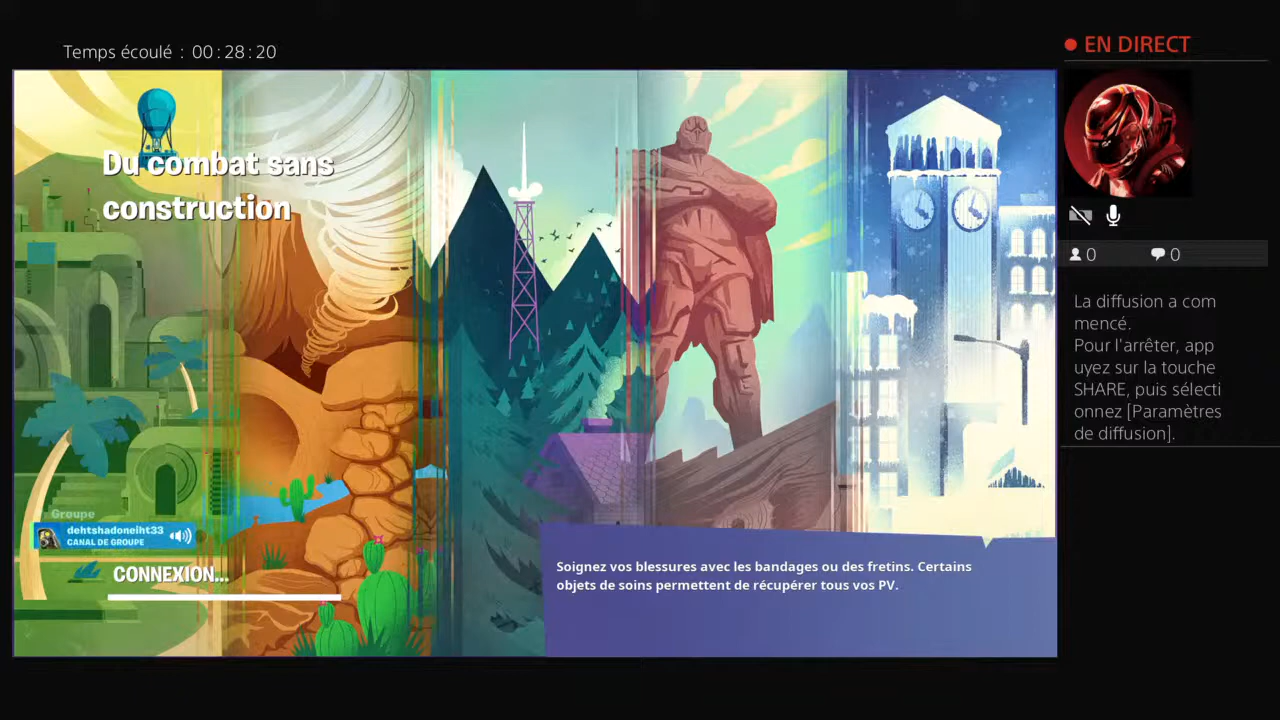 Temps écoulé : 00:28:20
EN DIRECT
Du combat sans
construction
0
0
La diffusion a com
mencé.
Pour l'arrêter, app
uyez sur la touche
SHARE, puis sélecti
onnez [Paramètres
de diffusion].
Groupe
dehtshadoneiht33
CANAL DE GROUPE
CONNEXION...
Soignez vos blessures avec les bandages ou des fretins. Certains
objets de soins permettent de récupérer tous vos PV.